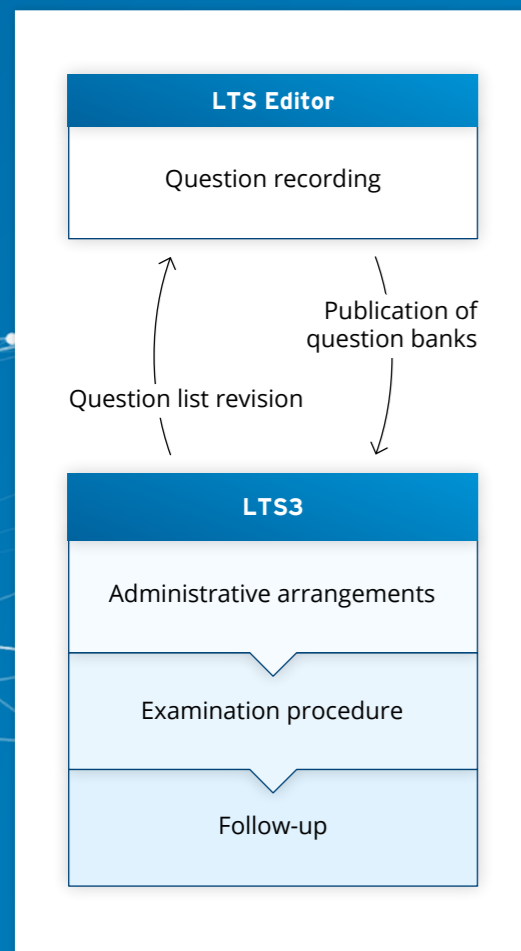 LTS Editor
Question recording
Publication of
question banks
Question list revision
LTS3
Administrative arrangements
Examination procedure
Follow-up